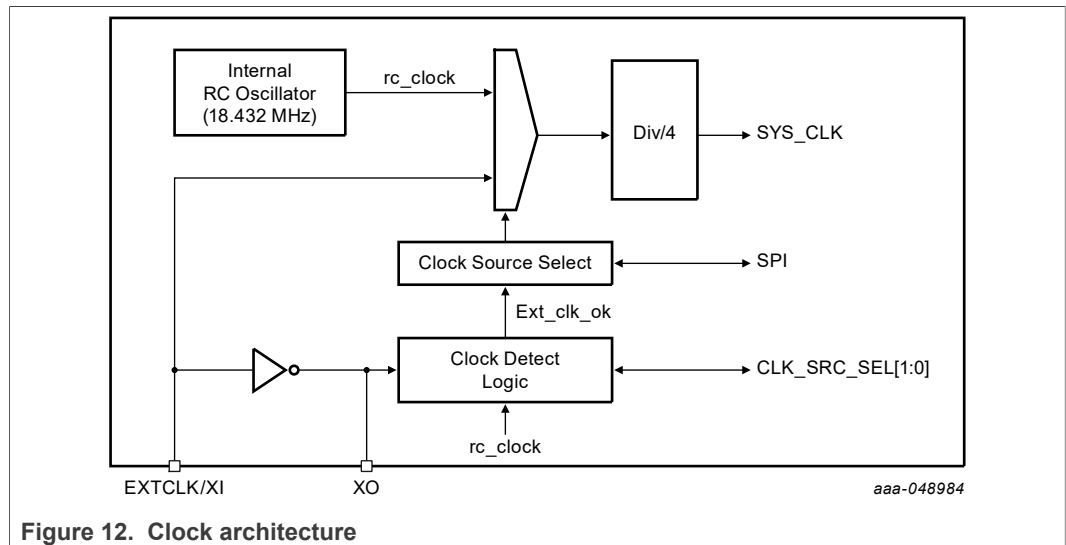 Internal
RC Oscillator
(18.432 MHz)
rc_clock
Div/4
SYS_CLK
Clock Source Select
SPI
Ext_clk_ok
Clock Detect
Logic
CLK_SRC_SEL[1:0]
rc_clock
EXTCLK/XI
XO
aaa-048984
Figure 12. Clock architecture